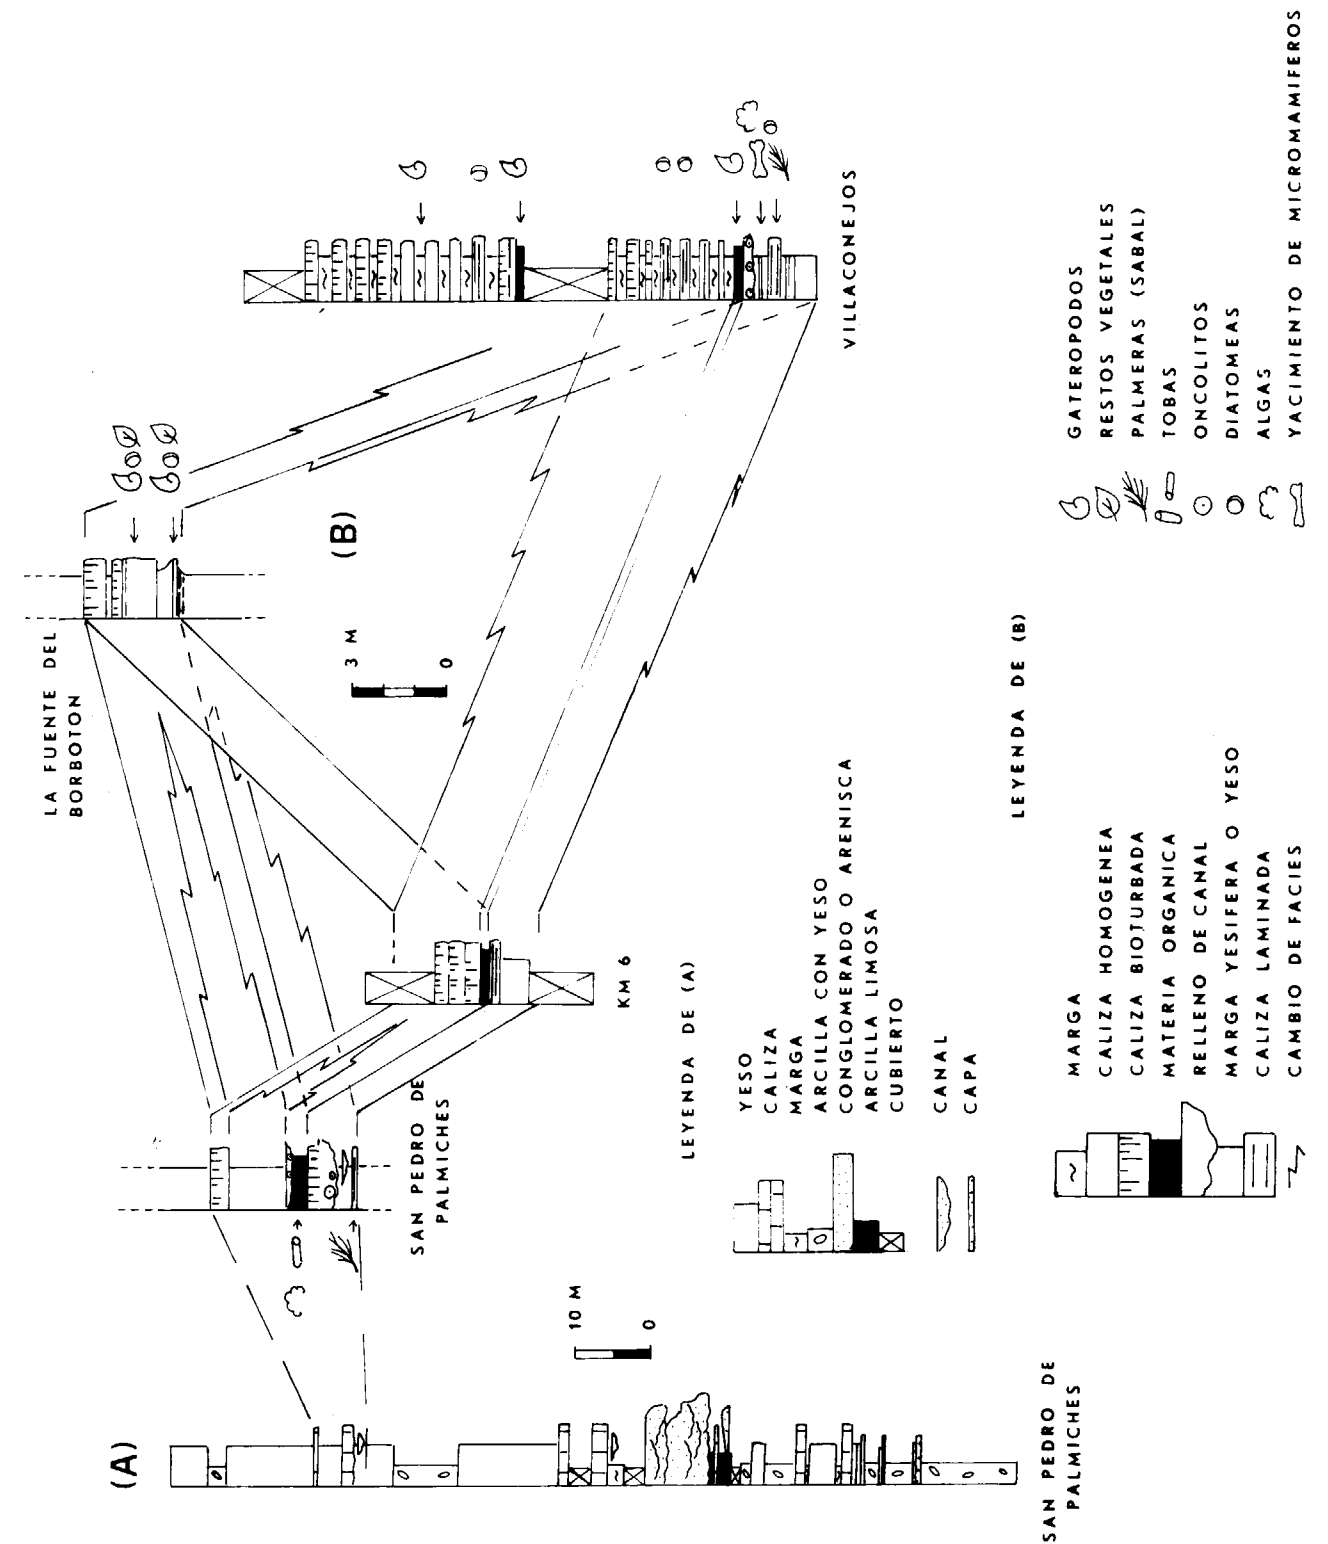 (A)
SAN PEDRO DE
PALMICHES
10 M
0
SAN PEDRO DE
PALMICHES
KM 6
LA FUENTE DEL
BORBOTON
(B)
3 M
0
VILLACONEJOS
LEYENDA DE (A)
YESO
CALIZA
MARGA
ARCILLA CON YESO
CONGLOMERADO O ARENISCA
ARCILLA LIMOSA
CUBIERTO
CANAL
CAPA
LEYENDA DE (B)
MARGA
CALIZA HOMOGENEA
CALIZA BIOTURBADA
MATERIA ORGANICA
RELLENO DE CANAL
MARGA YESIFERA O YESO
CALIZA LAMINADA
CAMBIO DE FACIES
GATEROPODOS
RESTOS VEGETALES
PALMERAS (SABAL)
TOBAS
ONCOLITOS
DIATOMEAS
ALGAS
YACIMIENTO DE MICROMAMIFEROS